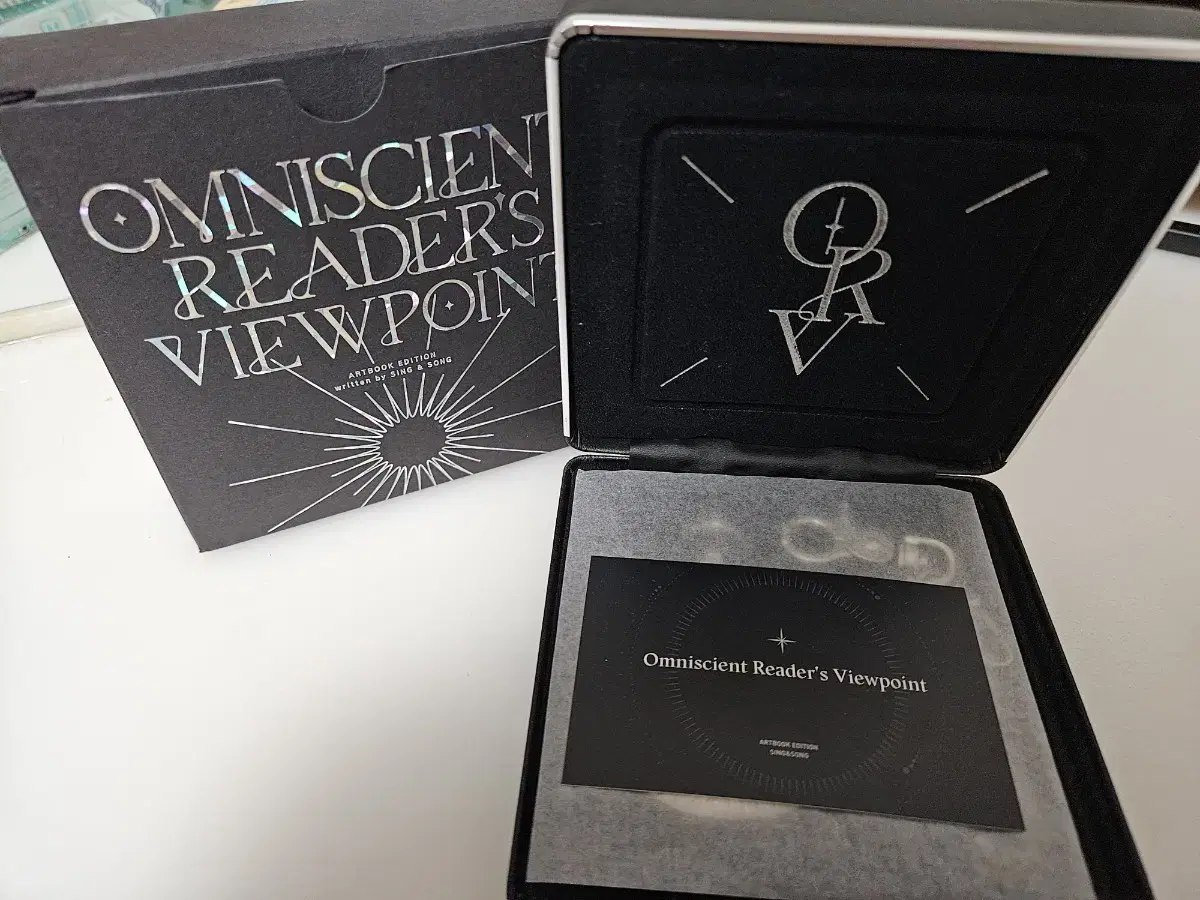 OMNISCIENT
READER'S
VIEWPOINT
ARTBOOK EDITION
written by SING & SONG
ORV
Omniscient Reader's Viewpoint
ARTBOOK EDITION
SING&SONG